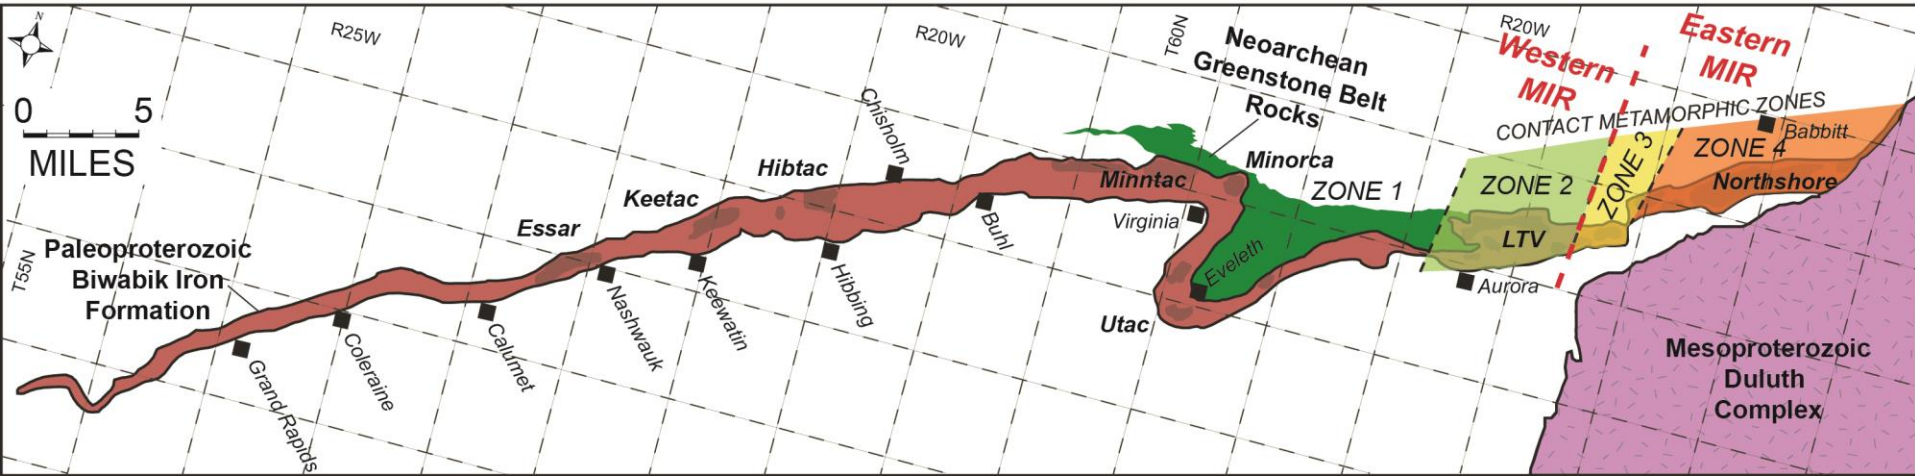 N
R25W
R20W
T60N
R20W
Western
MIR
Eastern
MIR
Neoarchean
Greenstone Belt
Rocks
CONTACT METAMORPHIC ZONES
0 5
MILES
Chisholm
Babbitt
Hibtac
Minorca
ZONE 4
ZONE 3
Keetac
Minntac
ZONE 1
ZONE 2
Northshore
Essar
Virginia
Buhl
LTV
T55N
Paleoproterozoic
Biwabik Iron
Formation
Eveleth
Nashwauk
Keewatin
Hibbing
Aurora
Utac
Grand Rapids
Coleraine
Calumet
Mesoproterozoic
Duluth
Complex